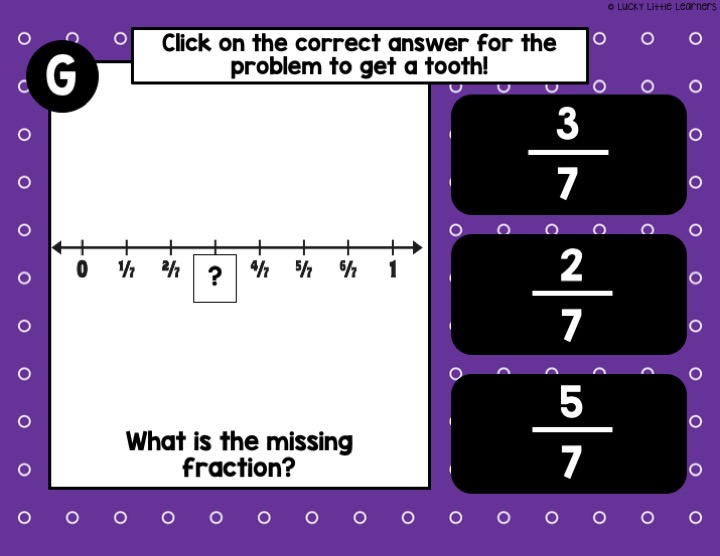 © Lucky Little Learners
Click on the correct answer for the
problem to get a tooth!
G
0 1/7 2/7 ? 4/7 5/7 6/7 1
What is the missing
fraction?
3
7
2
7
5
7